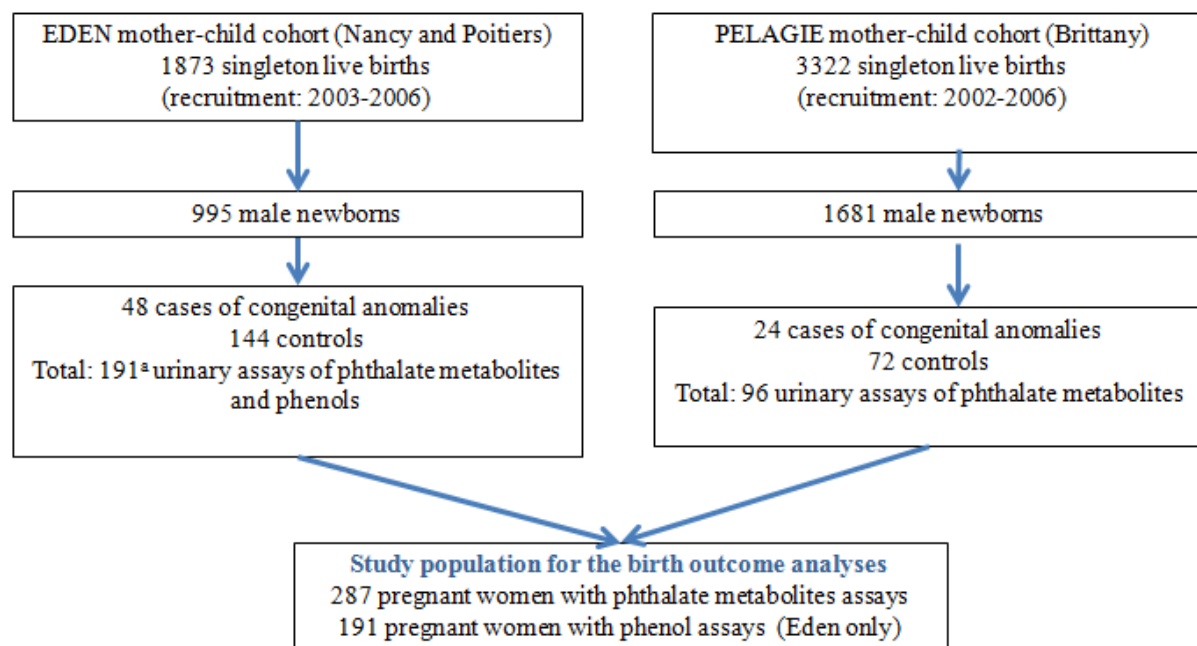 EDEN mother-child cohort (Nancy and Poitiers)
1873 singleton live births
(recruitment: 2003-2006)
995 male newborns
48 cases of congenital anomalies
144 controls
Total: 191ª urinary assays of phthalate metabolites
and phenols
PELAGIE mother-child cohort (Brittany)
3322 singleton live births
(recruitment: 2002-2006)
1681 male newborns
24 cases of congenital anomalies
72 controls
Total: 96 urinary assays of phthalate metabolites
Study population for the birth outcome analyses
287 pregnant women with phthalate metabolites assays
191 pregnant women with phenol assays (Eden only)